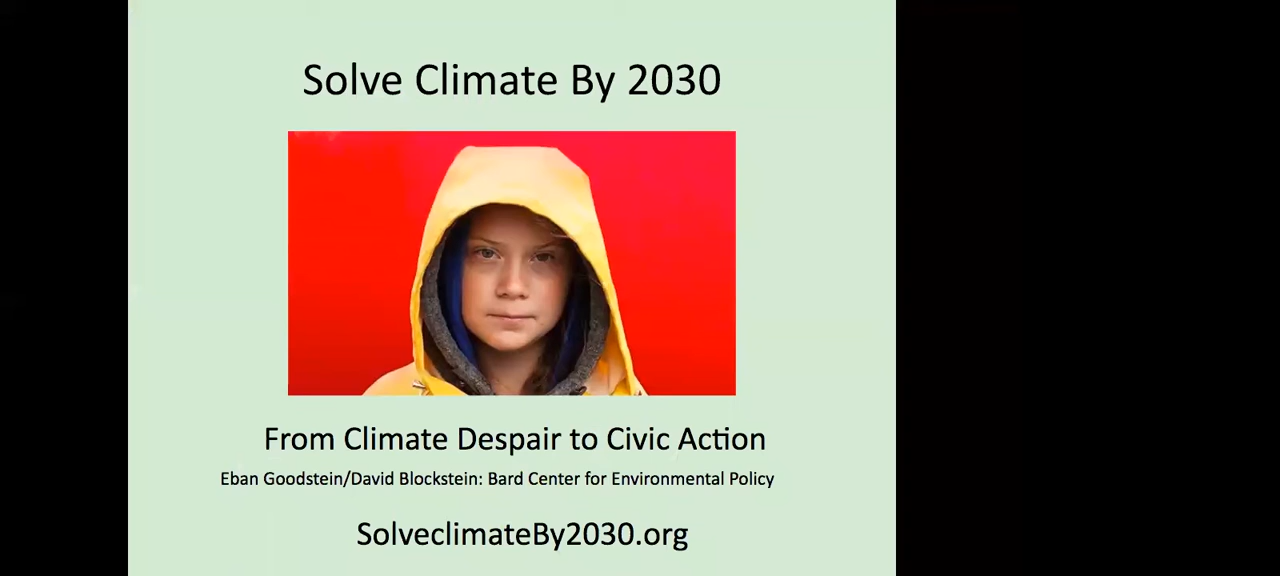 Solve Climate By 2030
From Climate Despair to Civic Action
Eban Goodstein/David Blockstein: Bard Center for Environmental Policy
SolveclimateBy2030.org